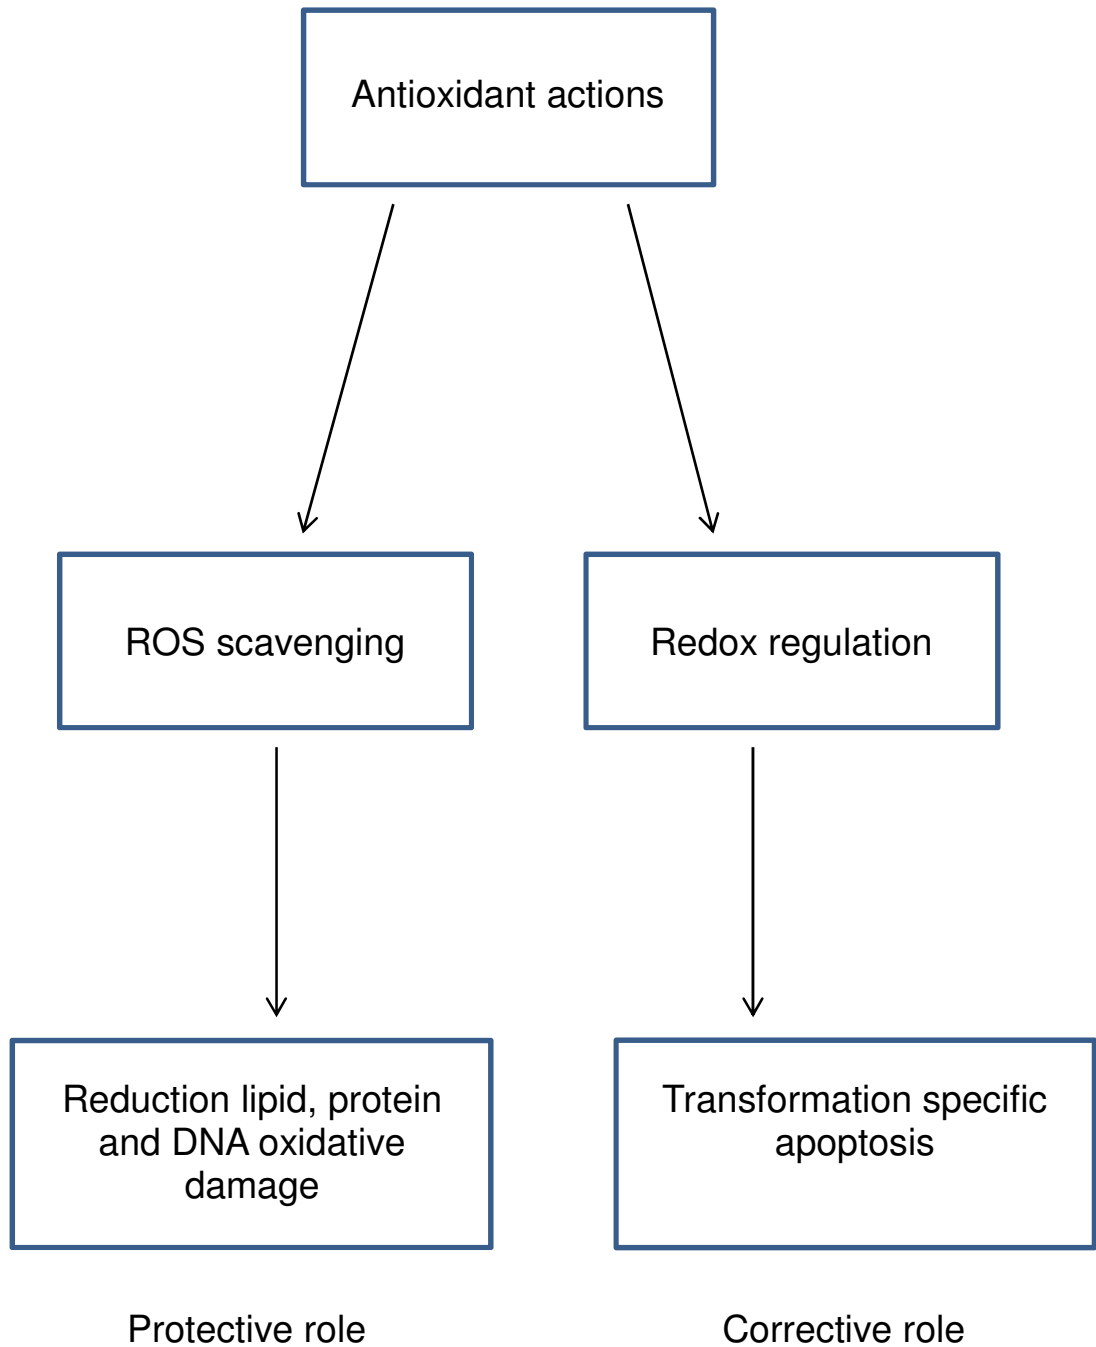 Antioxidant actions
ROS scavenging
Redox regulation
Reduction lipid, protein
and DNA oxidative
damage
Transformation specific
apoptosis
Protective role
Corrective role